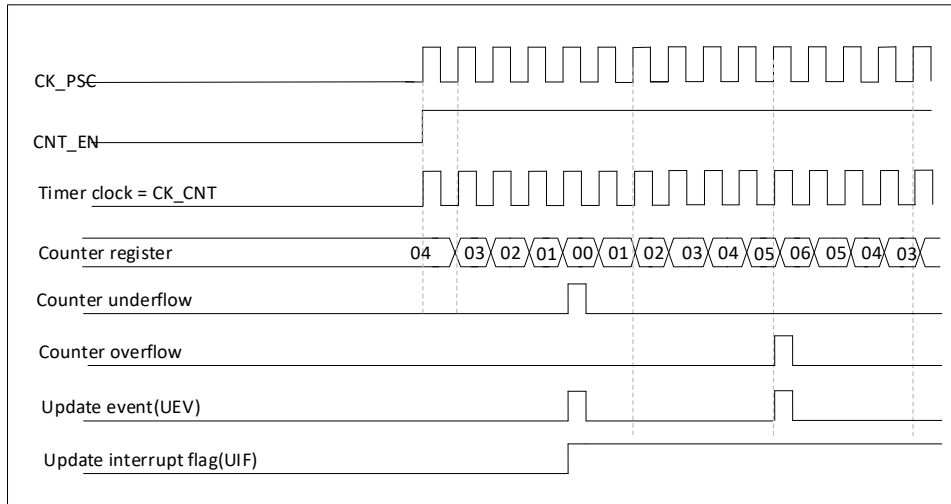 CK_PSC
CNT_EN
Timer clock = CK_CNT
Counter register 04 03 02 01 00 01 02 03 04 05 06 05 04 03
Counter underflow
Counter overflow
Update event(UEV)
Update interrupt flag(UIF)